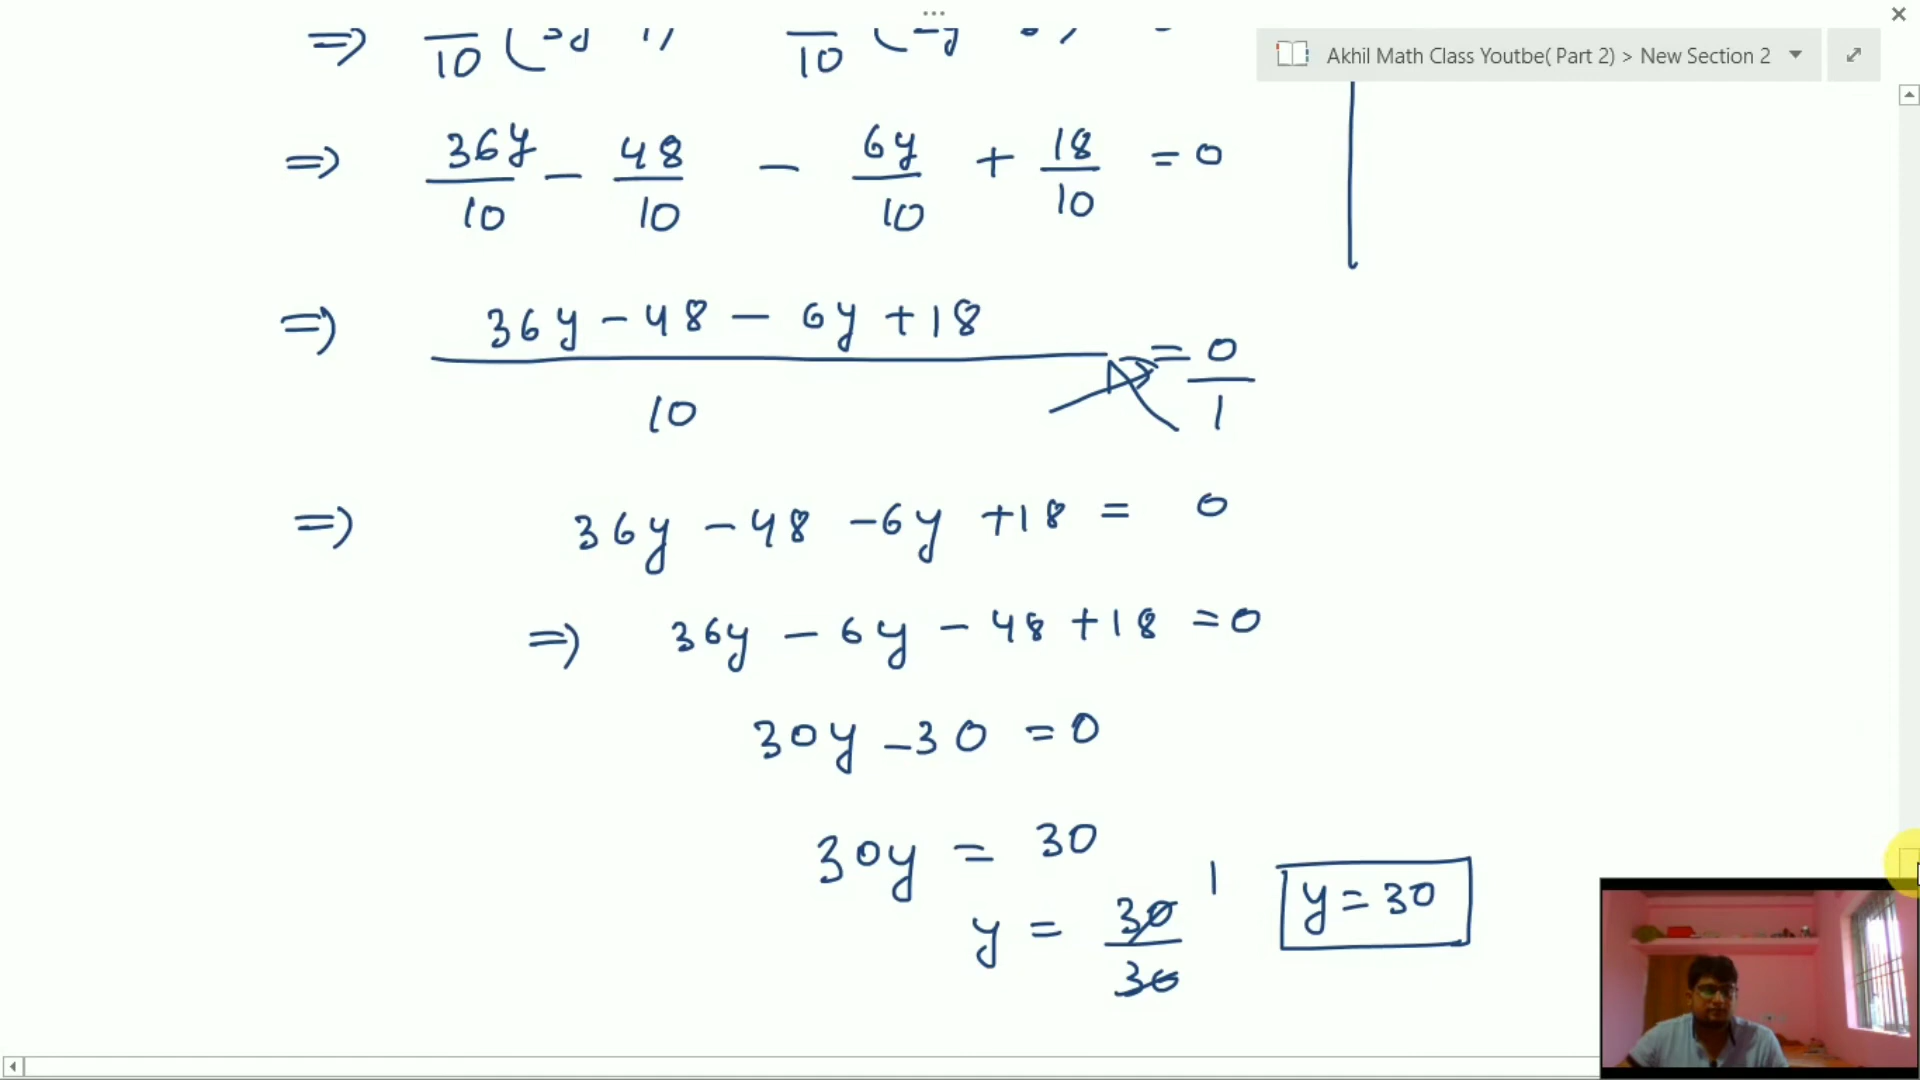 Akhil Math Class Youtbe( Part 2) > New Section 2
⇒ 36y/10 - 48/10 - 6y/10 + 18/10 = 0
⇒ (36y - 48 - 6y + 18)/10 = 0/1
⇒ 36y - 48 - 6y + 18 = 0
⇒ 36y - 6y - 48 + 18 = 0
30y - 30 = 0
30y = 30
y = 30/30 1
y = 30